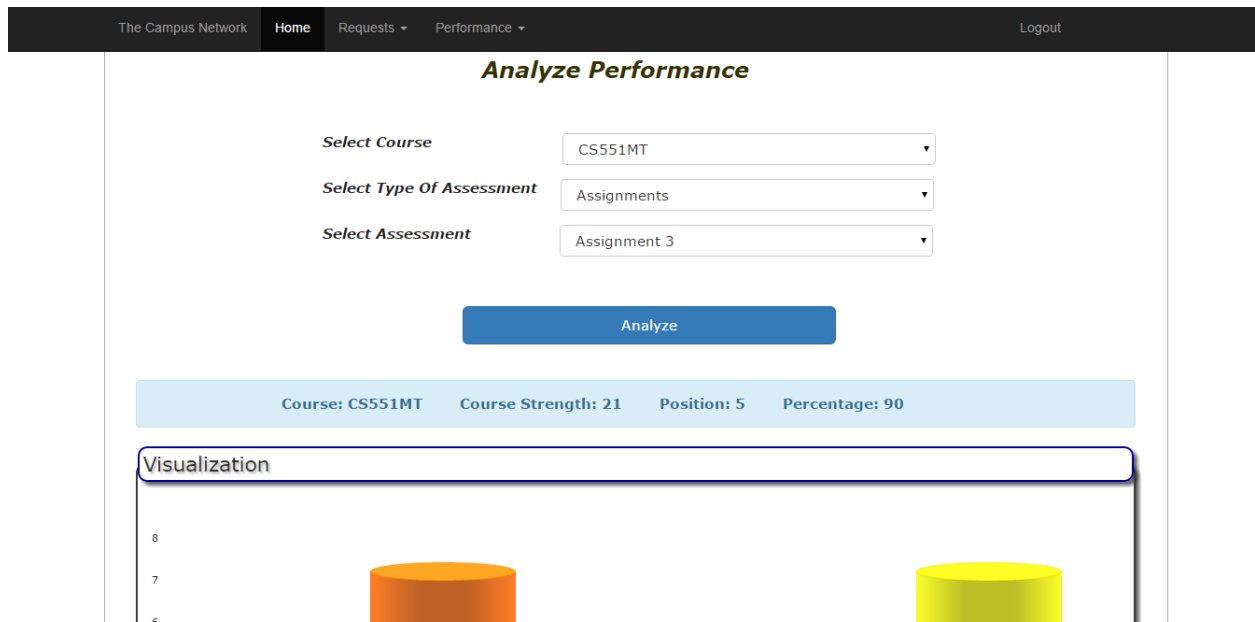 The Campus Network Home Requests Performance Logout
Analyze Performance
Select Course CS551MT
Select Type Of Assessment Assignments
Select Assessment Assignment 3
Analyze
Course: CS551MT Course Strength: 21 Position: 5 Percentage: 90
Visualization
8
7